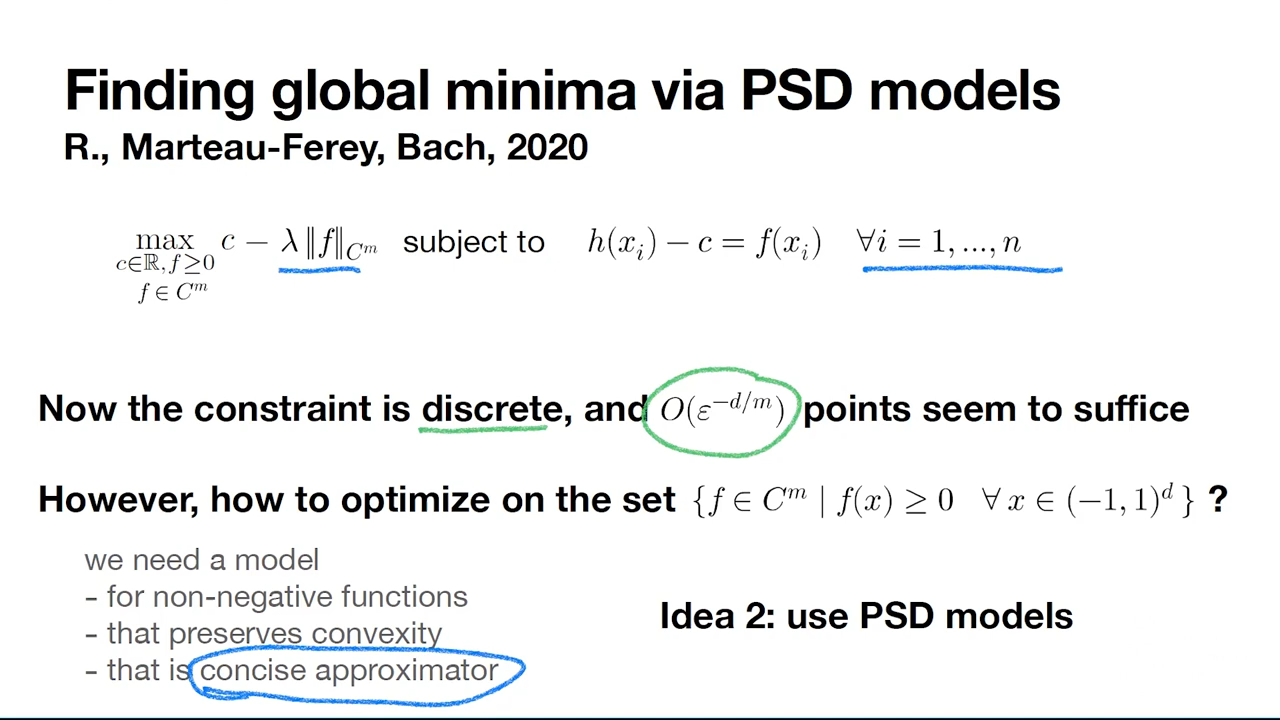 Finding global minima via PSD models
R., Marteau-Ferey, Bach, 2020
max c − λ‖f‖_{C^m} subject to h(x_i) − c = f(x_i) ∀i = 1, ..., n
c∈ℝ, f≥0
f ∈ C^m
Now the constraint is discrete, and O(ε^{−d/m}) points seem to suffice
However, how to optimize on the set {f ∈ C^m | f(x) ≥ 0 ∀ x ∈ (−1, 1)^d } ?
we need a model
- for non-negative functions
- that preserves convexity
- that is concise approximator
Idea 2: use PSD models